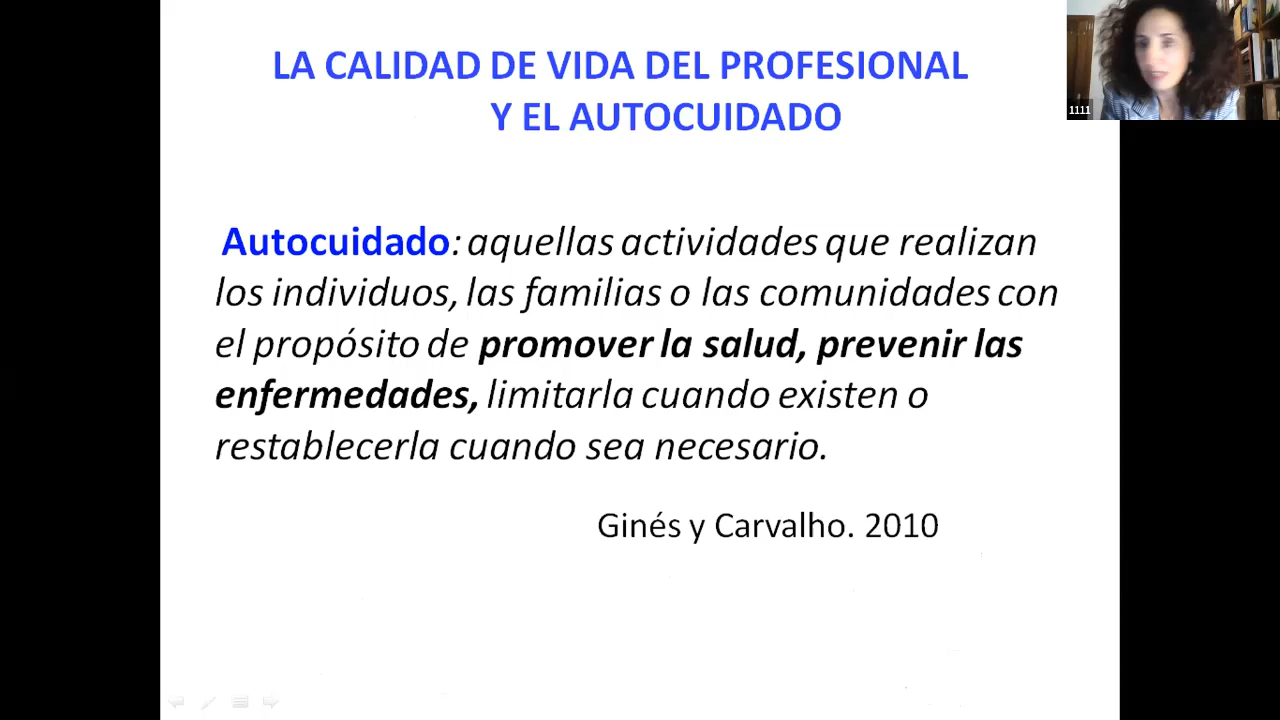 LA CALIDAD DE VIDA DEL PROFESIONAL
Y EL AUTOCUIDADO
1111
Autocuidado: aquellas actividades que realizan
los individuos, las familias o las comunidades con
el propósito de promover la salud, prevenir las
enfermedades, limitarla cuando existen o
restablecerla cuando sea necesario.
Ginés y Carvalho. 2010